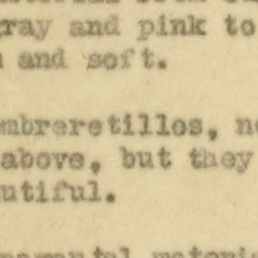 gray and pink to
and soft.
mbreretillos, n
above, but they
utiful.